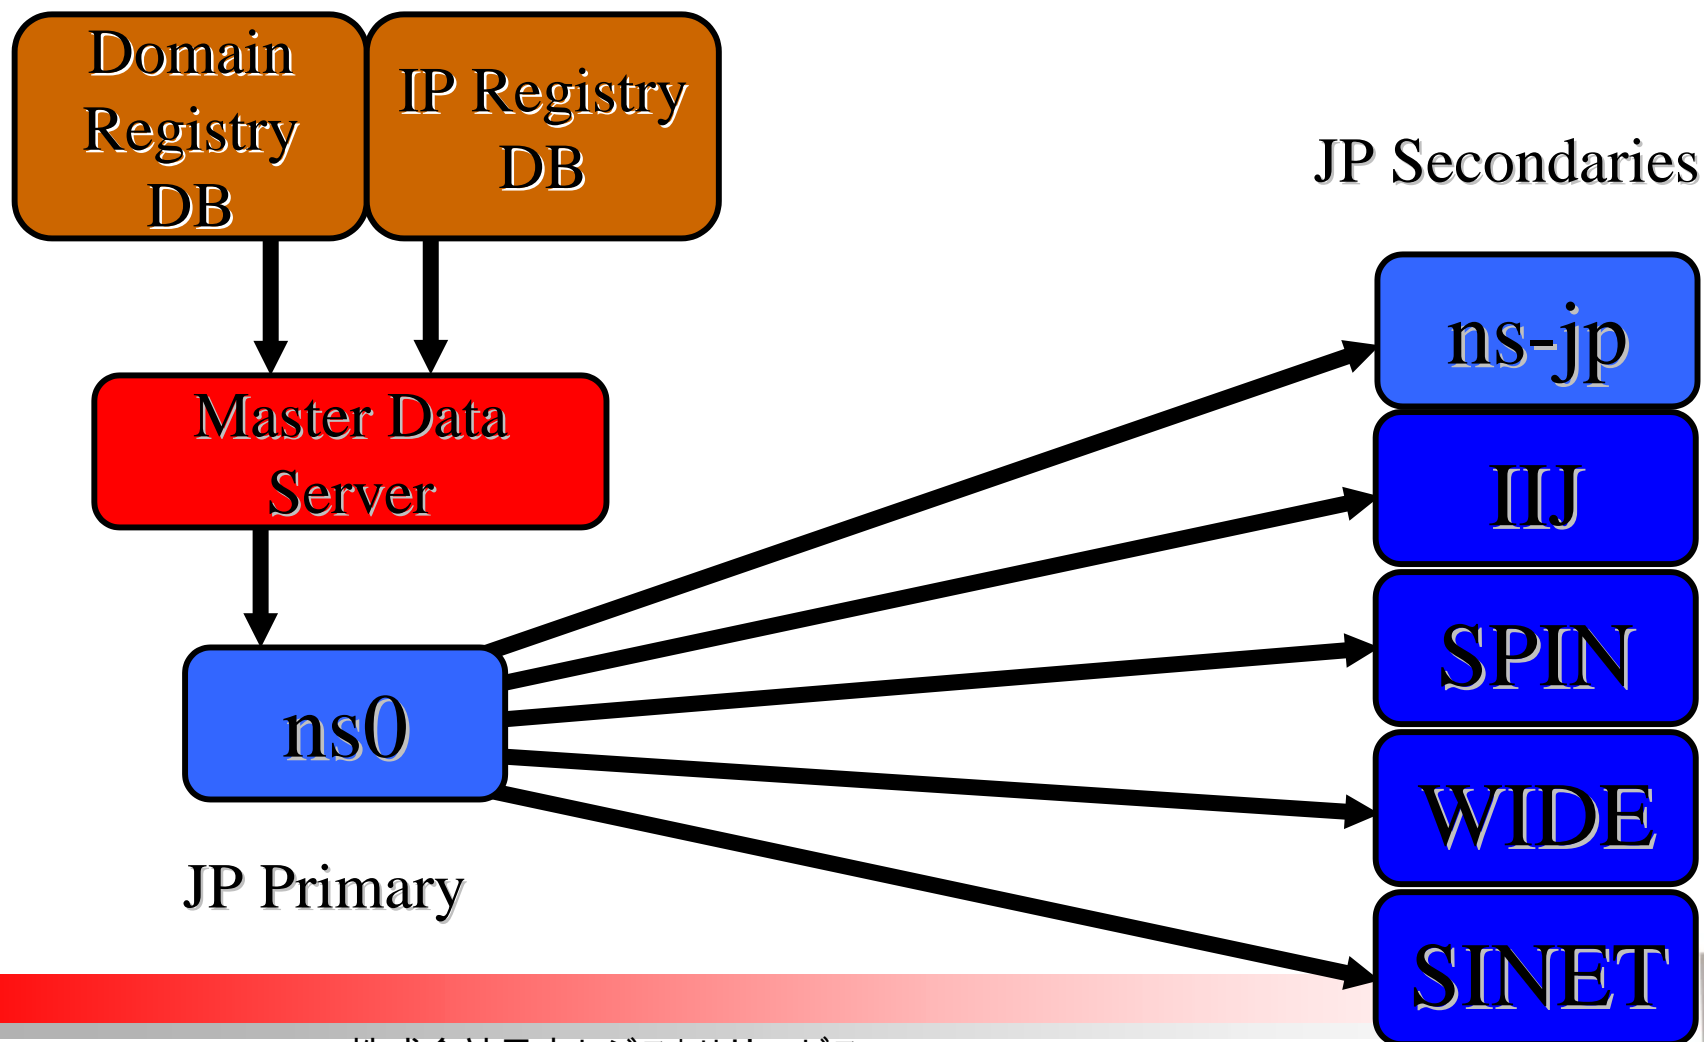 Domain
Registry
DB
IP Registry
DB
JP Secondaries
ns-jp
Master Data
Server
IIJ
SPIN
ns0
WIDE
JP Primary
SINET